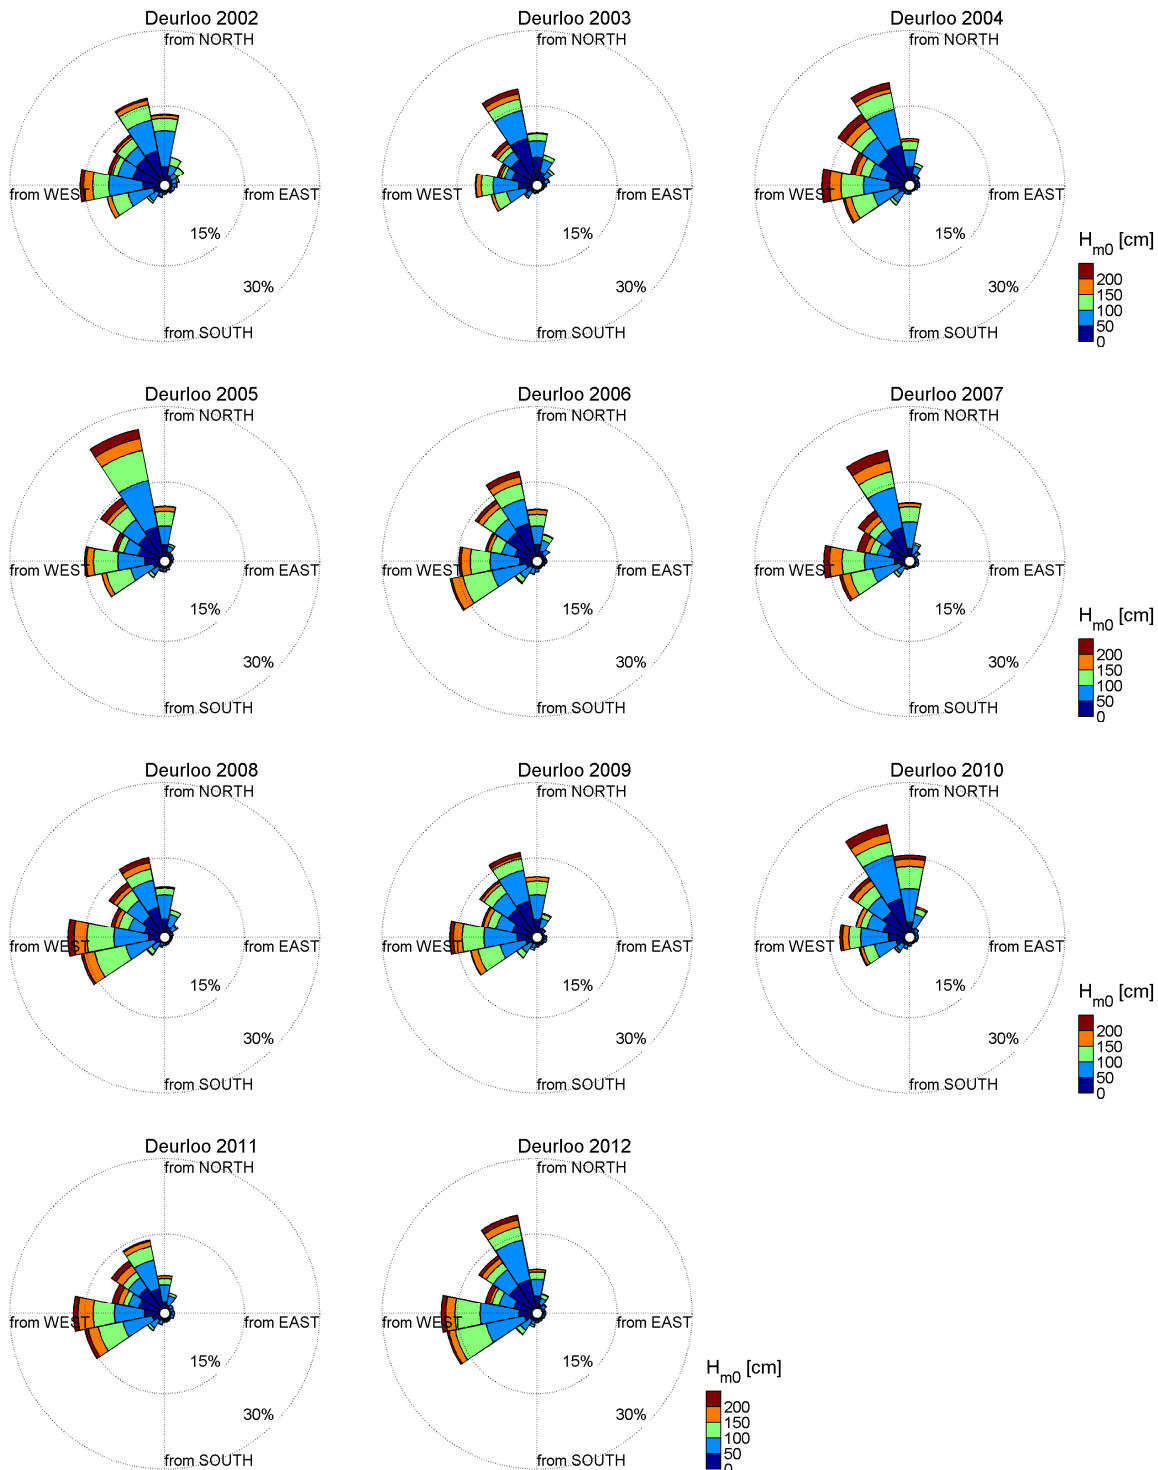 Deurloo 2002
from NORTH
from WEST
from EAST
15%
30%
from SOUTH
Deurloo 2003
from NORTH
from WEST
from EAST
15%
30%
from SOUTH
Deurloo 2004
from NORTH
from WEST
from EAST
15%
30%
from SOUTH
Hm0 [cm]
200
150
100
50
0
Deurloo 2005
from NORTH
from WEST
from EAST
15%
30%
from SOUTH
Deurloo 2006
from NORTH
from WEST
from EAST
15%
30%
from SOUTH
Deurloo 2007
from NORTH
from WEST
from EAST
15%
30%
from SOUTH
Hm0 [cm]
200
150
100
50
0
Deurloo 2008
from NORTH
from WEST
from EAST
15%
30%
from SOUTH
Deurloo 2009
from NORTH
from WEST
from EAST
15%
30%
from SOUTH
Deurloo 2010
from NORTH
from WEST
from EAST
15%
30%
from SOUTH
Hm0 [cm]
200
150
100
50
0
Deurloo 2011
from NORTH
from WEST
from EAST
15%
30%
from SOUTH
Deurloo 2012
from NORTH
from WEST
from EAST
15%
30%
from SOUTH
Hm0 [cm]
200
150
100
50
0